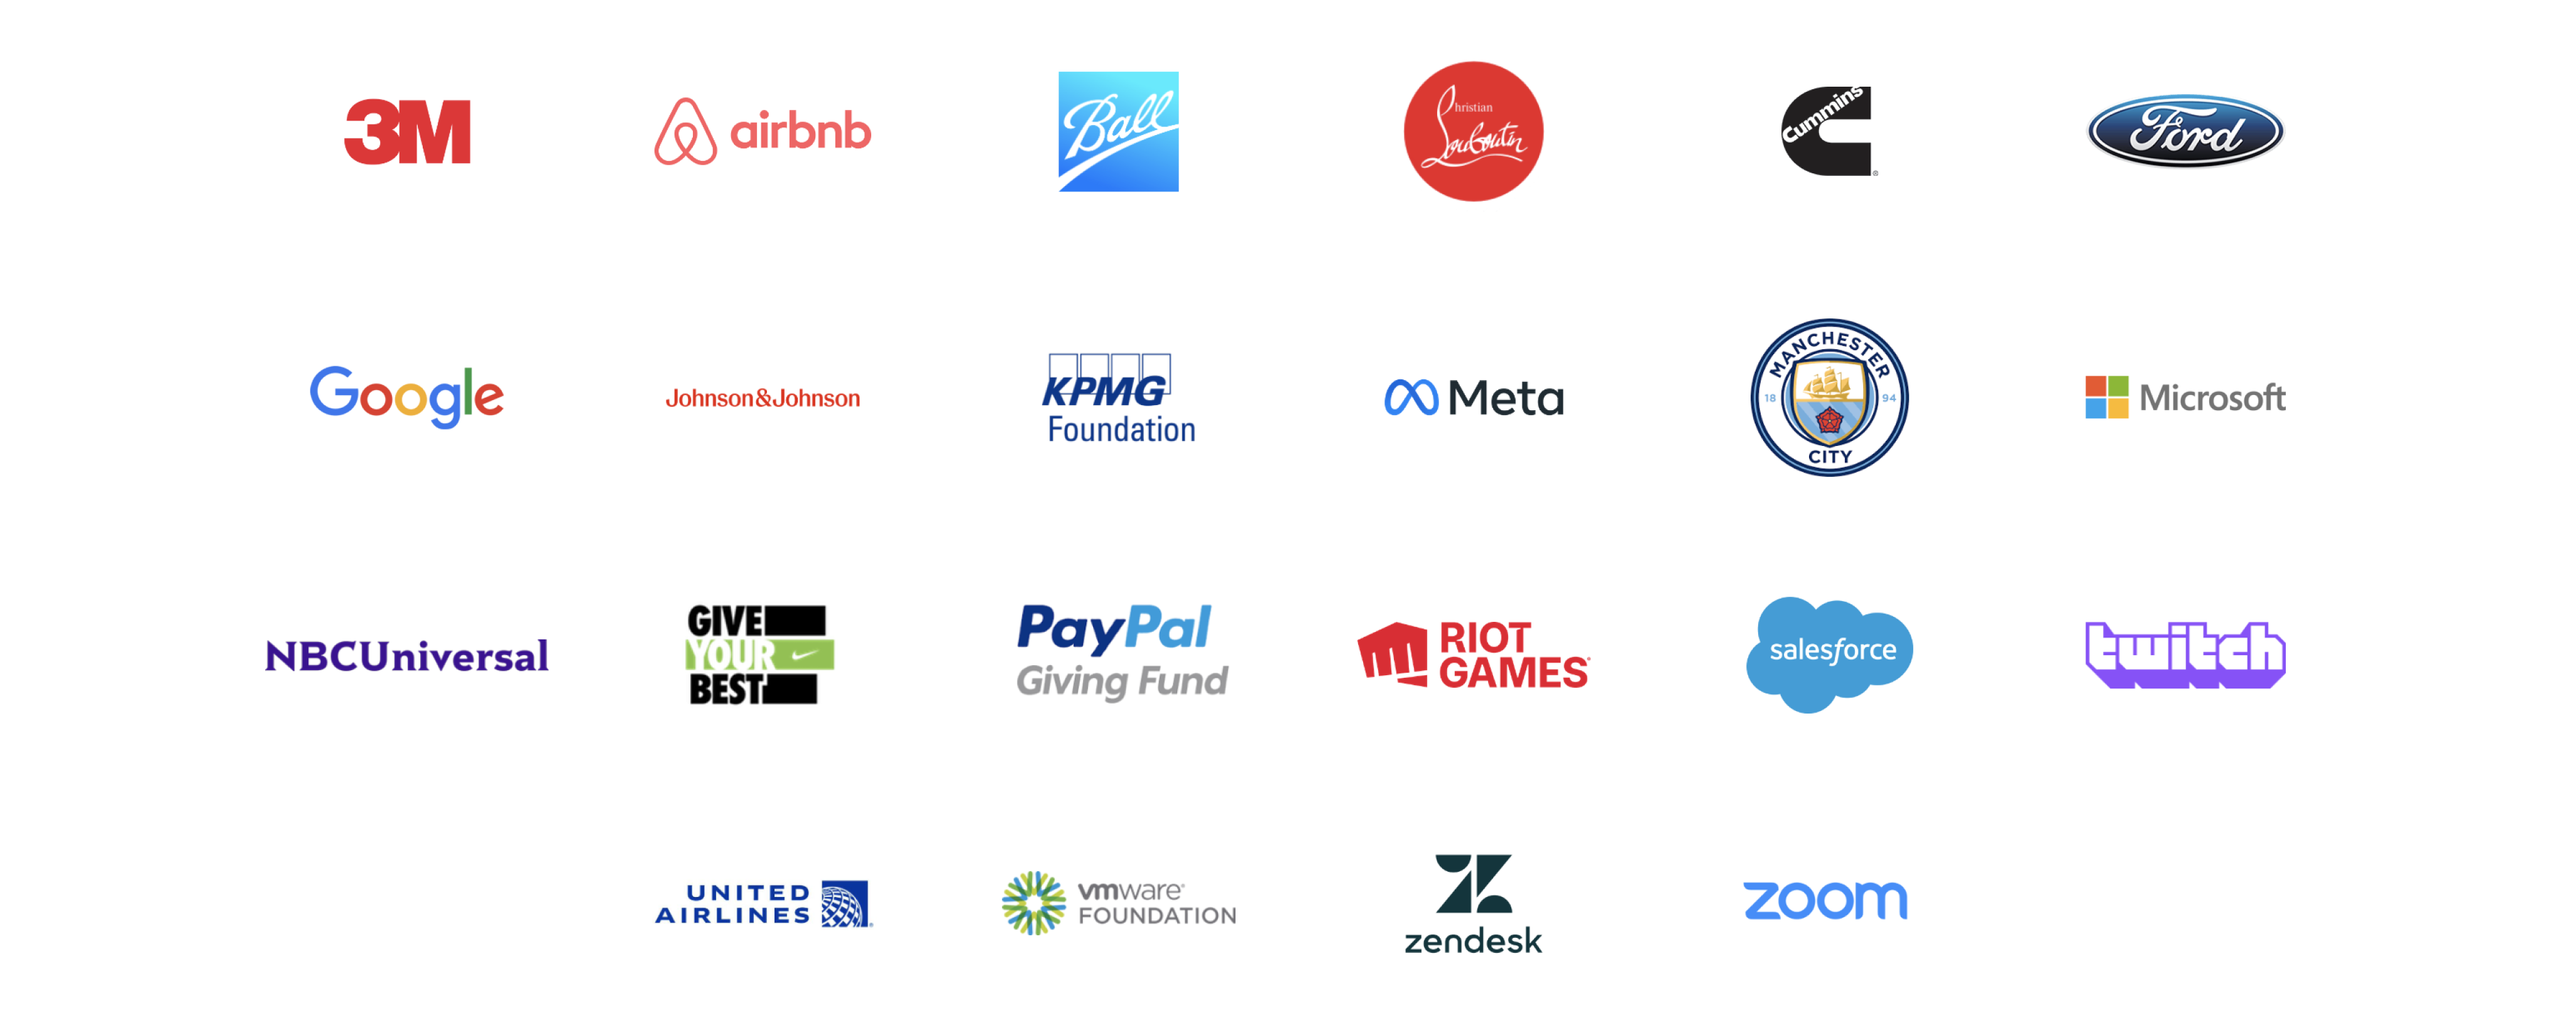 3M
airbnb
Ball
Christian
Louboutin
Cummins
®
Ford
Google
Johnson&Johnson
KPMG
Foundation
Meta
MANCHESTER
18 94
CITY
Microsoft
NBCUniversal
GIVE
YOUR
BEST
PayPal
Giving Fund
RIOT
GAMES®
salesforce
twitch
UNITED
AIRLINES®
vmware®
FOUNDATION
zendesk
zoom